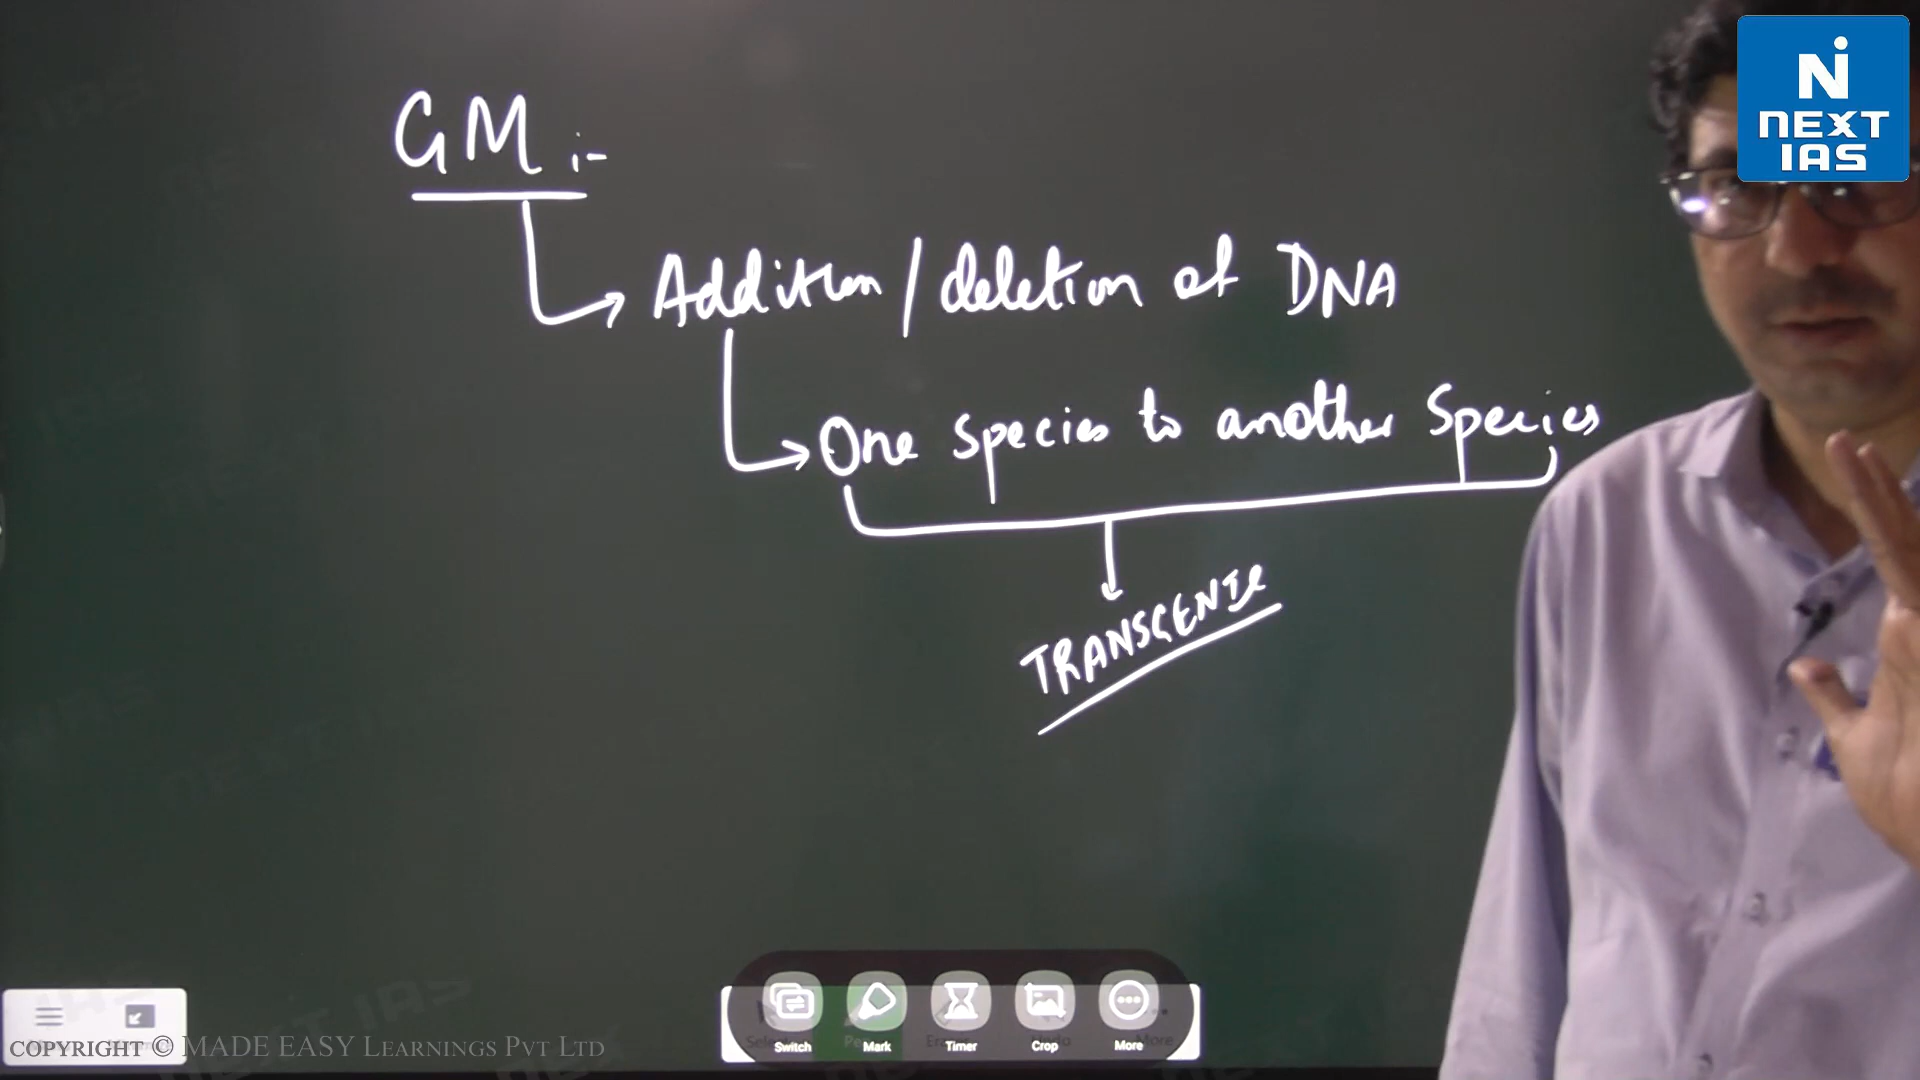 GM :-
Addition / deletion of DNA
One species to another Species
TRANSGENIC
NEXT
IAS
Switch
Mark
Timer
Crop
More
COPYRIGHT © MADE EASY LEARNINGS PVT LTD